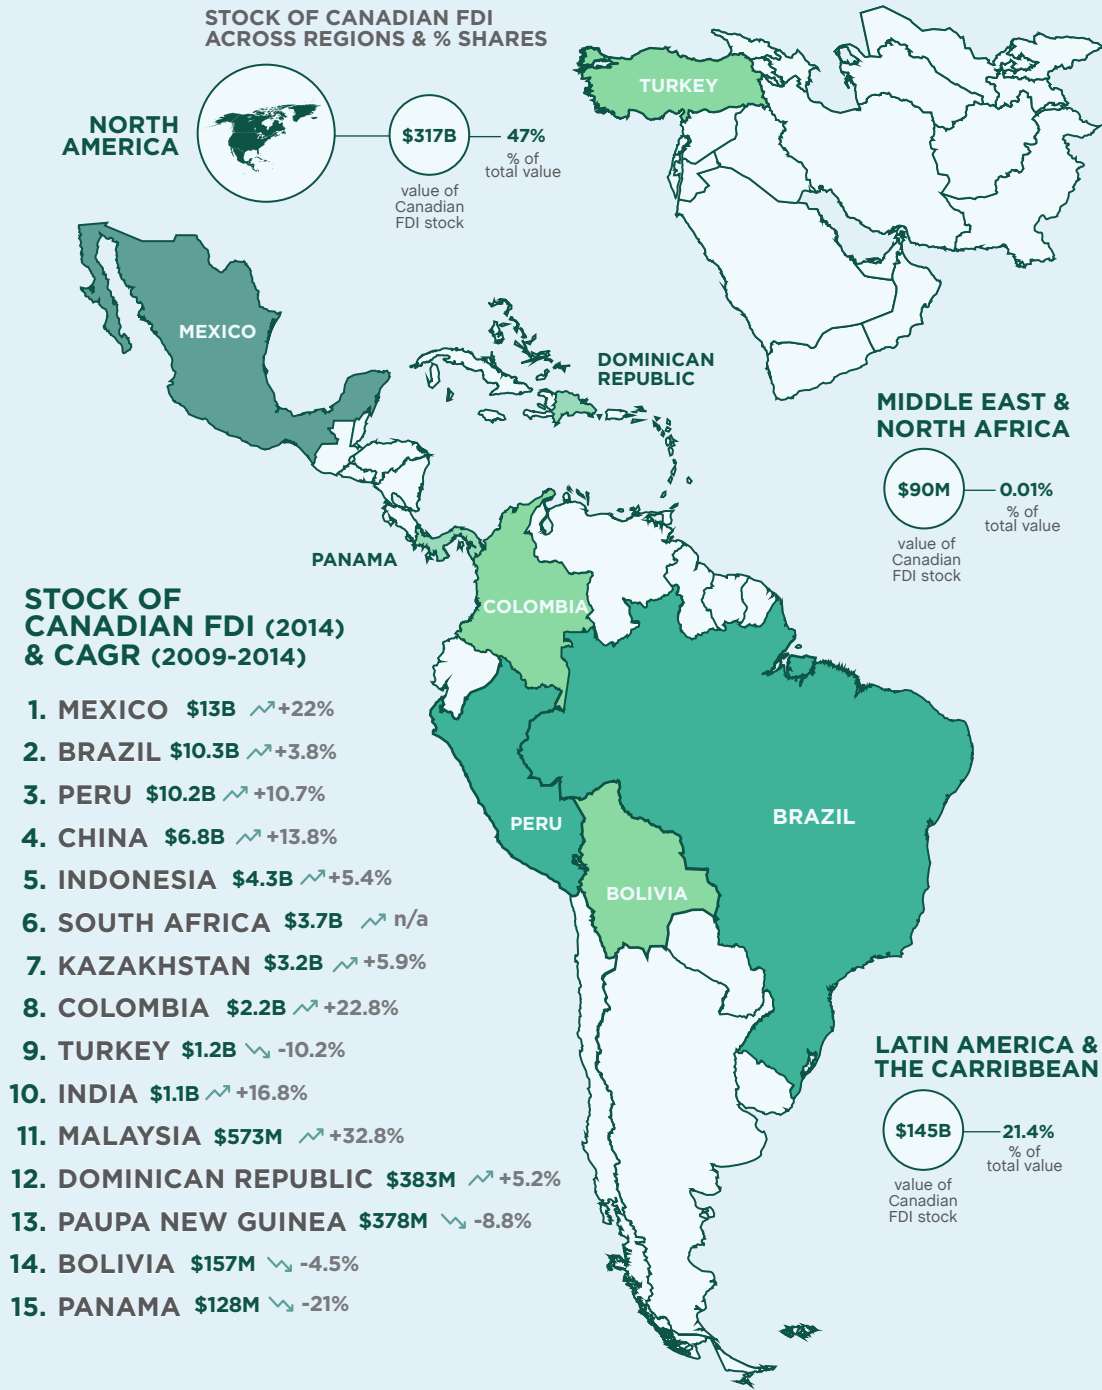 STOCK OF CANADIAN FDI
ACROSS REGIONS & % SHARES
NORTH
AMERICA
$317B
47%
% of
total value
value of
Canadian
FDI stock
TURKEY
MEXICO
DOMINICAN
REPUBLIC
MIDDLE EAST &
NORTH AFRICA
$90M
0.01%
% of
total value
value of
Canadian
FDI stock
PANAMA
COLOMBIA
PERU
BRAZIL
BOLIVIA
STOCK OF
CANADIAN FDI (2014)
& CAGR (2009-2014)
1. MEXICO $13B +22%
2. BRAZIL $10.3B +3.8%
3. PERU $10.2B +10.7%
4. CHINA $6.8B +13.8%
5. INDONESIA $4.3B +5.4%
6. SOUTH AFRICA $3.7B n/a
7. KAZAKHSTAN $3.2B +5.9%
8. COLOMBIA $2.2B +22.8%
9. TURKEY $1.2B -10.2%
10. INDIA $1.1B +16.8%
11. MALAYSIA $573M +32.8%
12. DOMINICAN REPUBLIC $383M +5.2%
13. PAUPA NEW GUINEA $378M -8.8%
14. BOLIVIA $157M -4.5%
15. PANAMA $128M -21%
LATIN AMERICA &
THE CARRIBBEAN
$145B
21.4%
% of
total value
value of
Canadian
FDI stock